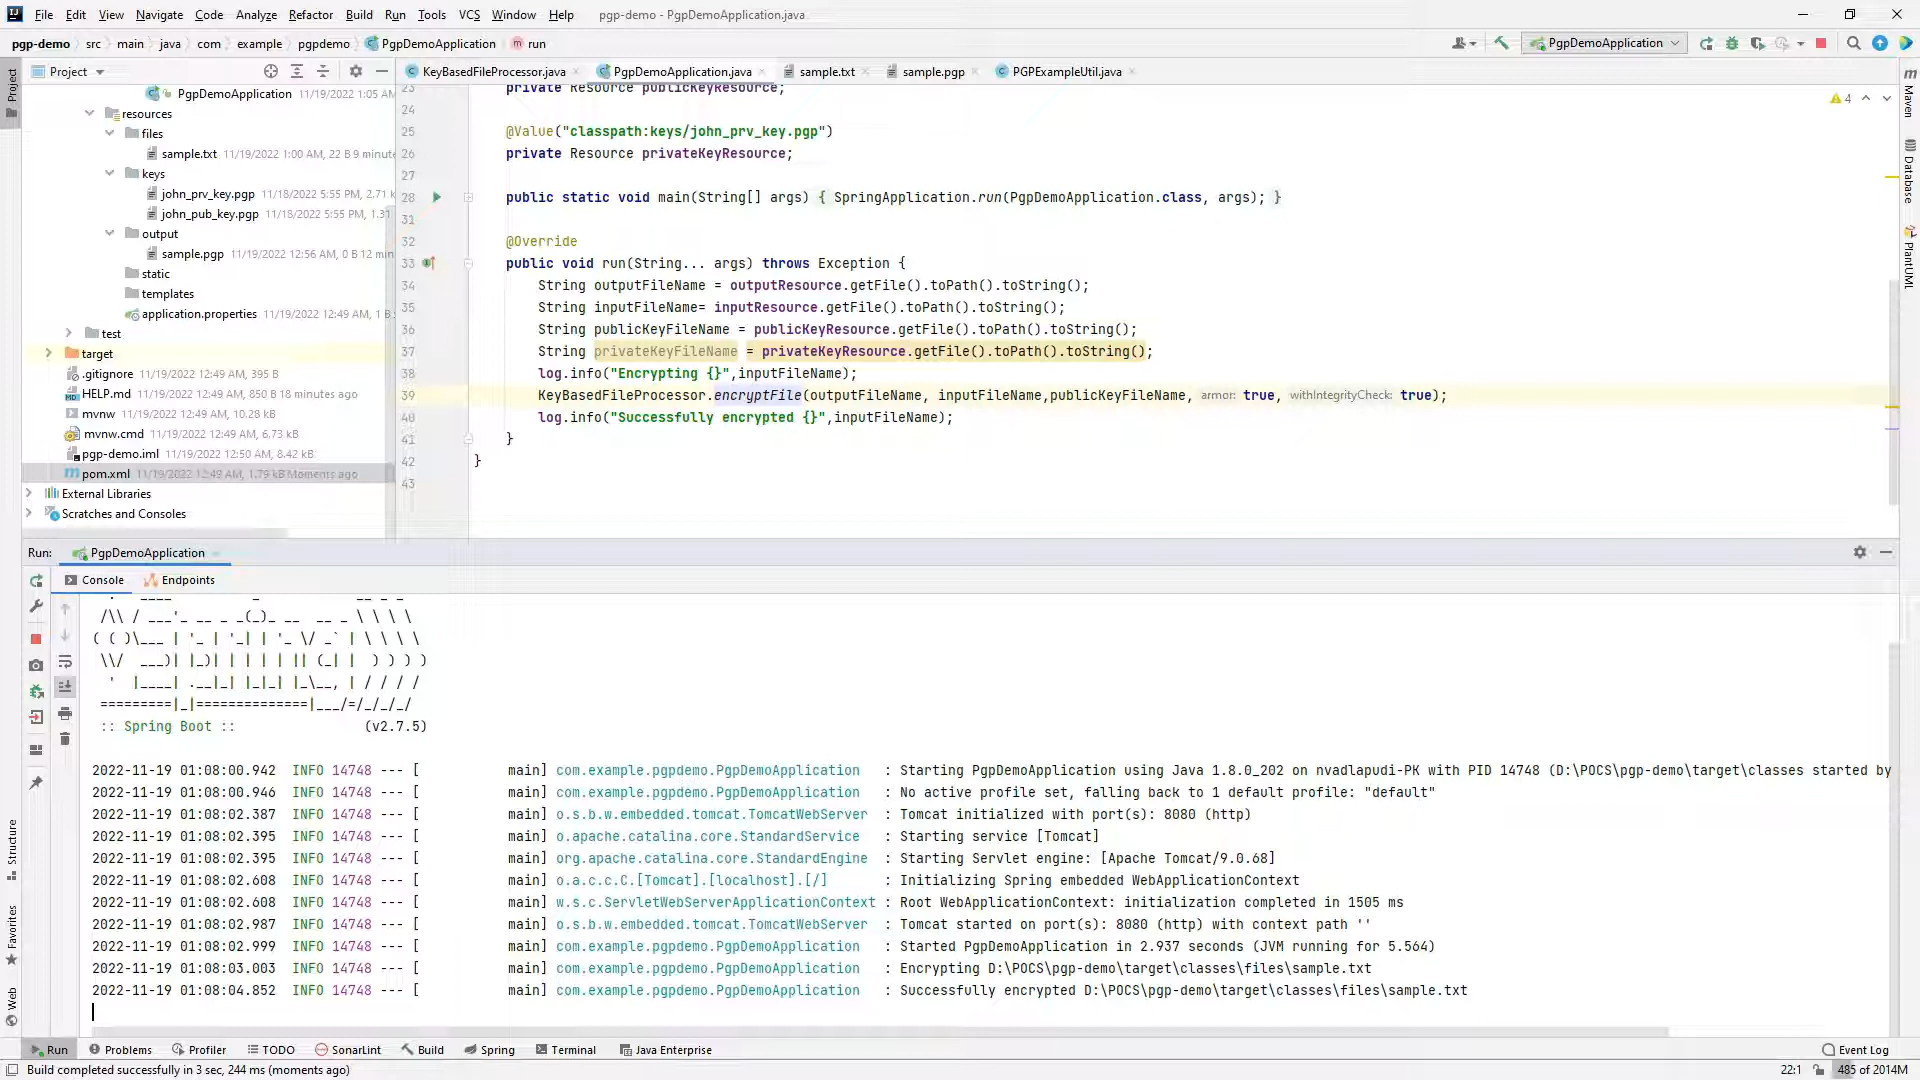 File Edit View Navigate Code Analyze Refactor Build Run Tools VCS Window Help pgp-demo - PgpDemoApplication.java
pgp-demo src main java com example pgpdemo PgpDemoApplication run PgpDemoApplication
Project KeyBasedFileProcessor.java PgpDemoApplication.java sample.txt sample.pgp PGPExampleUtil.java
PgpDemoApplication 11/19/2022 1:05 AM
resources
files
sample.txt 11/19/2022 1:00 AM, 22 B 9 minute
keys
john_prv_key.pgp 11/18/2022 5:55 PM, 2.71 k
john_pub_key.pgp 11/18/2022 5:55 PM, 1.31
output
sample.pgp 11/19/2022 12:56 AM, 0 B 12 min
static
templates
application.properties 11/19/2022 12:49 AM, 1 B
test
target
.gitignore 11/19/2022 12:49 AM, 395 B
HELP.md 11/19/2022 12:49 AM, 850 B 18 minutes ago
mvnw 11/19/2022 12:49 AM, 10.28 kB
mvnw.cmd 11/19/2022 12:49 AM, 6.73 kB
pgp-demo.iml 11/19/2022 12:50 AM, 8.42 kB
pom.xml 11/19/2022 12:49 AM, 1.79 kB Moments ago
External Libraries
Scratches and Consoles
4
23 private Resource publicKeyResource;
24
25 @Value("classpath:keys/john_prv_key.pgp")
26 private Resource privateKeyResource;
27
28 public static void main(String[] args) { SpringApplication.run(PgpDemoApplication.class, args); }
31
32 @Override
33 public void run(String... args) throws Exception {
34 String outputFileName = outputResource.getFile().toPath().toString();
35 String inputFileName= inputResource.getFile().toPath().toString();
36 String publicKeyFileName = publicKeyResource.getFile().toPath().toString();
37 String privateKeyFileName = privateKeyResource.getFile().toPath().toString();
38 log.info("Encrypting {}",inputFileName);
39 KeyBasedFileProcessor.encryptFile(outputFileName, inputFileName,publicKeyFileName, armor: true, withIntegrityCheck: true);
40 log.info("Successfully encrypted {}",inputFileName);
41 }
42 }
43
Project
Structure
Favorites
Web
Maven
Database
PlantUML
Run: PgpDemoApplication
Console Endpoints
/\\ / ___'_ __ _ _(_)_ __  __ _ \ \ \ \
( ( )\___ | '_ | '_| | '_ \/ _` | \ \ \ \
\\/  ___)| |_)| | | | | || (_| |  ) ) ) )
'  |____| .__|_| |_|_| |_\__, | / / / /
=========|_|==============|___/=/_/_/_/
:: Spring Boot :: (v2.7.5)
2022-11-19 01:08:00.942 INFO 14748 --- [ main] com.example.pgpdemo.PgpDemoApplication : Starting PgpDemoApplication using Java 1.8.0_202 on nvadlapudi-PK with PID 14748 (D:\POCS\pgp-demo\target\classes started by
2022-11-19 01:08:00.946 INFO 14748 --- [ main] com.example.pgpdemo.PgpDemoApplication : No active profile set, falling back to 1 default profile: "default"
2022-11-19 01:08:02.387 INFO 14748 --- [ main] o.s.b.w.embedded.tomcat.TomcatWebServer : Tomcat initialized with port(s): 8080 (http)
2022-11-19 01:08:02.395 INFO 14748 --- [ main] o.apache.catalina.core.StandardService : Starting service [Tomcat]
2022-11-19 01:08:02.395 INFO 14748 --- [ main] org.apache.catalina.core.StandardEngine : Starting Servlet engine: [Apache Tomcat/9.0.68]
2022-11-19 01:08:02.608 INFO 14748 --- [ main] o.a.c.c.C.[Tomcat].[localhost].[/] : Initializing Spring embedded WebApplicationContext
2022-11-19 01:08:02.608 INFO 14748 --- [ main] w.s.c.ServletWebServerApplicationContext : Root WebApplicationContext: initialization completed in 1505 ms
2022-11-19 01:08:02.987 INFO 14748 --- [ main] o.s.b.w.embedded.tomcat.TomcatWebServer : Tomcat started on port(s): 8080 (http) with context path ''
2022-11-19 01:08:02.999 INFO 14748 --- [ main] com.example.pgpdemo.PgpDemoApplication : Started PgpDemoApplication in 2.937 seconds (JVM running for 5.564)
2022-11-19 01:08:03.003 INFO 14748 --- [ main] com.example.pgpdemo.PgpDemoApplication : Encrypting D:\POCS\pgp-demo\target\classes\files\sample.txt
2022-11-19 01:08:04.852 INFO 14748 --- [ main] com.example.pgpdemo.PgpDemoApplication : Successfully encrypted D:\POCS\pgp-demo\target\classes\files\sample.txt
Run Problems Profiler TODO SonarLint Build Spring Terminal Java Enterprise Event Log
Build completed successfully in 3 sec, 244 ms (moments ago) 22:1 485 of 2014M